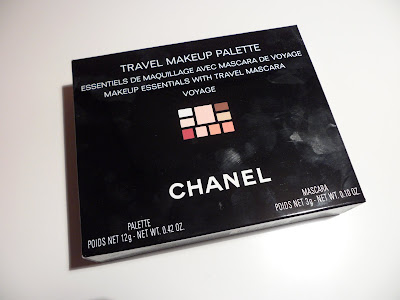 TRAVEL MAKEUP PALETTE
ESSENTIELS DE MAQUILLAGE AVEC MASCARA DE VOYAGE
MAKEUP ESSENTIALS WITH TRAVEL MASCARA
VOYAGE
CHANEL
PALETTE
POIDS NET 12g - NET WT. 0.42 OZ.
MASCARA
POIDS NET 3g - NET WT. 0.10 OZ.